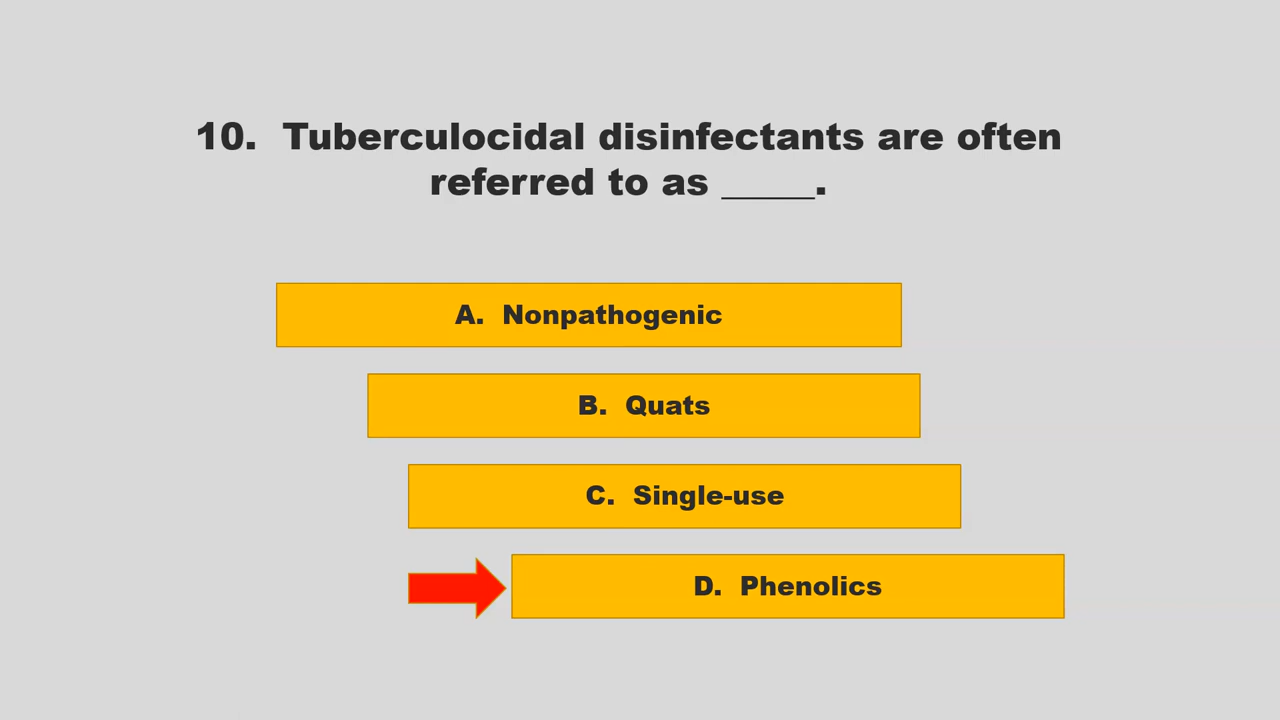 10. Tuberculocidal disinfectants are often
referred to as _____.
A. Nonpathogenic
B. Quats
C. Single-use
D. Phenolics